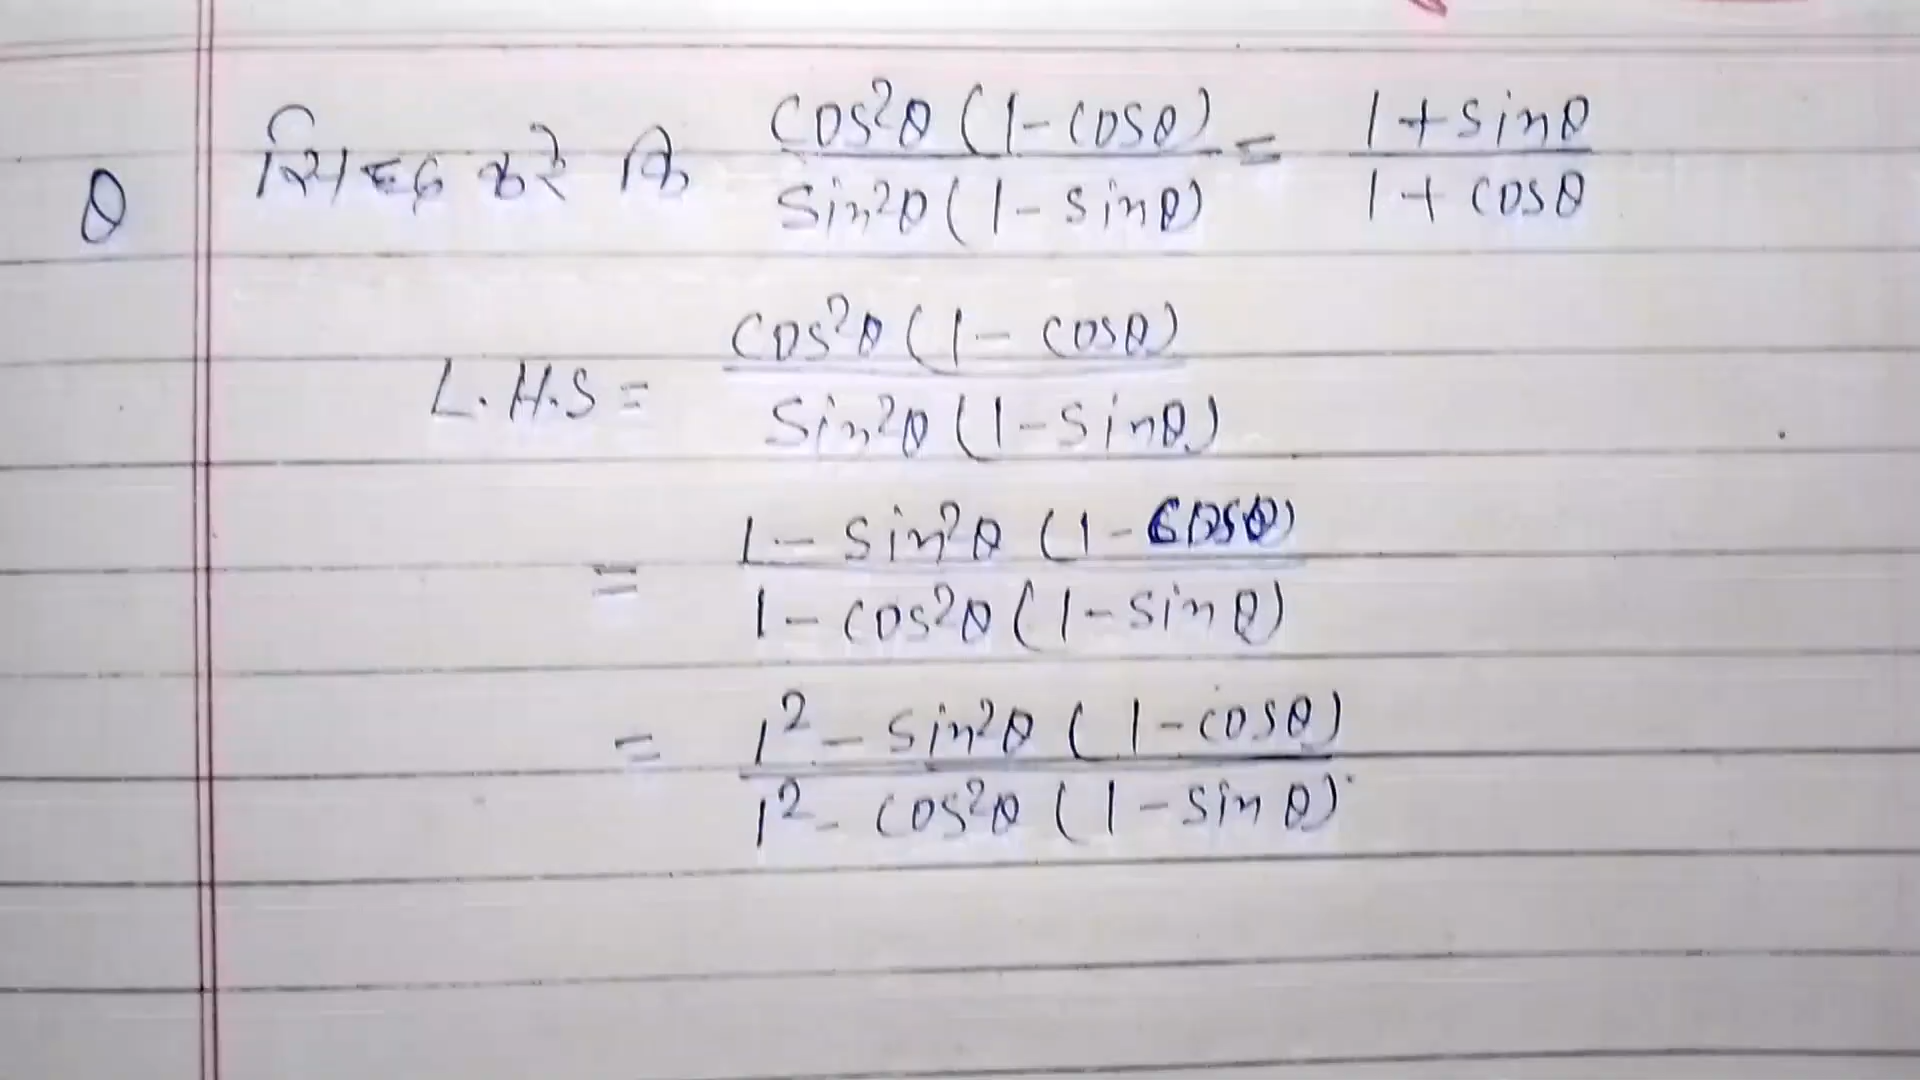 Q सिद्ध करे कि cos²θ (1-cosθ) / sin²θ (1-sinθ) = 1+sinθ / 1+cosθ
L.H.S = cos²θ (1-cosθ) / sin²θ (1-sinθ)
= 1-sin²θ (1-cosθ) / 1-cos²θ (1-sinθ)
= 1²-sin²θ (1-cosθ) / 1²-cos²θ (1-sinθ)